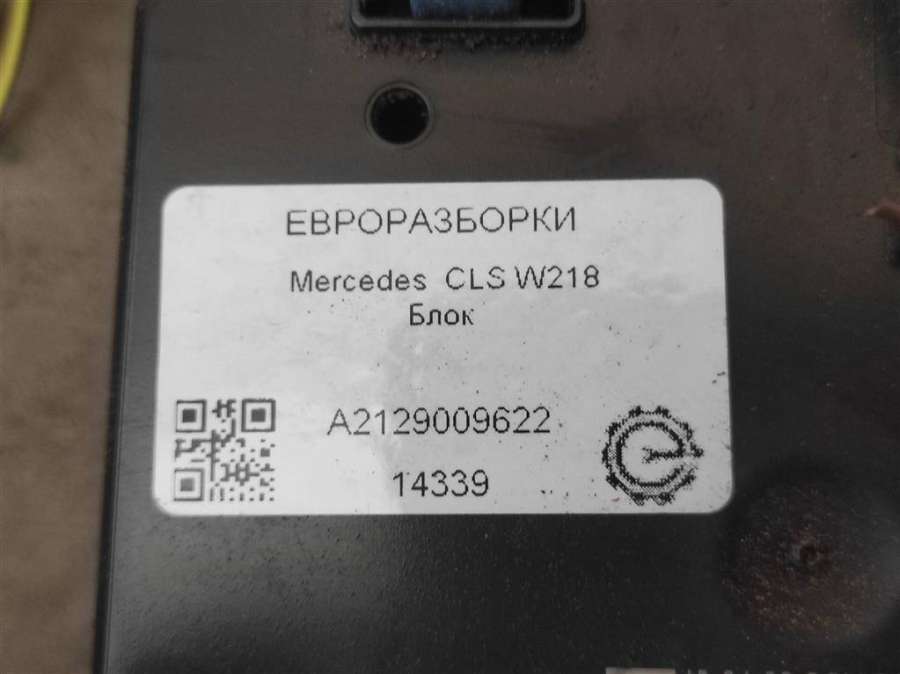 ЕВРОРАЗБОРКИ
Mercedes CLS W218
Блок
A2129009622
14339